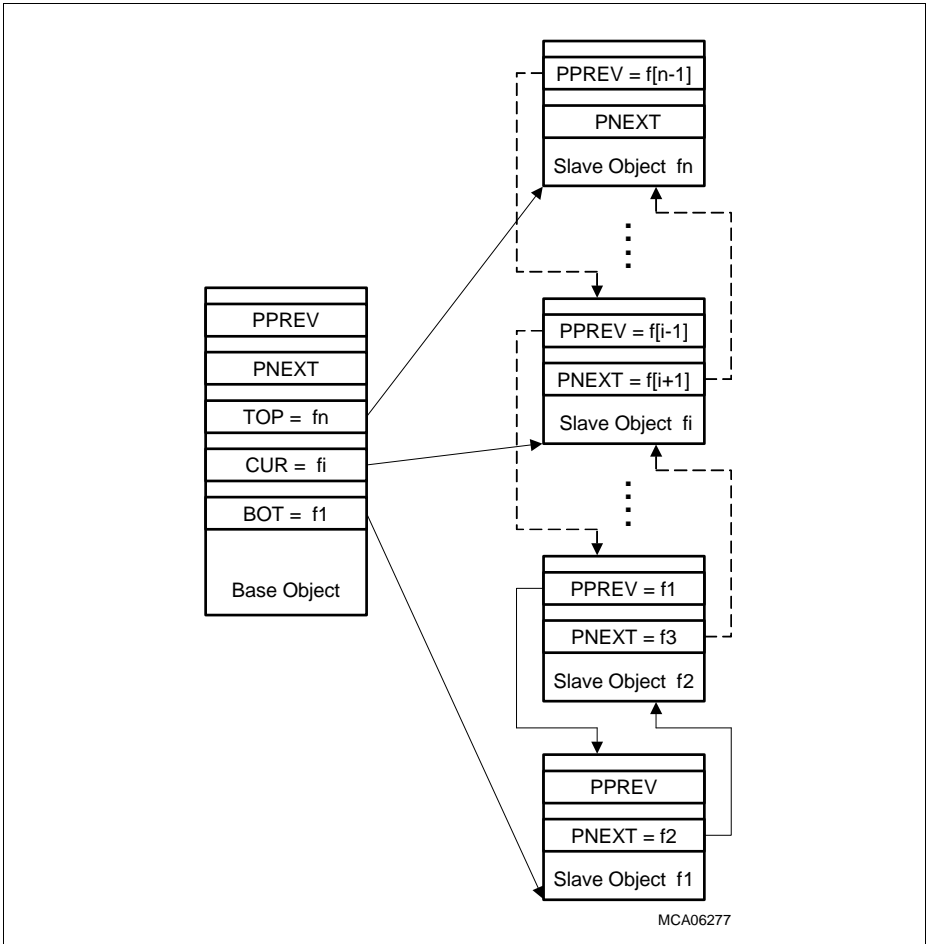 PPREV = f[n-1]
PNEXT
Slave Object fn
PPREV
PNEXT
TOP = fn
CUR = fi
BOT = f1
Base Object
PPREV = f[i-1]
PNEXT = f[i+1]
Slave Object fi
PPREV = f1
PNEXT = f3
Slave Object f2
PPREV
PNEXT = f2
Slave Object f1
MCA06277